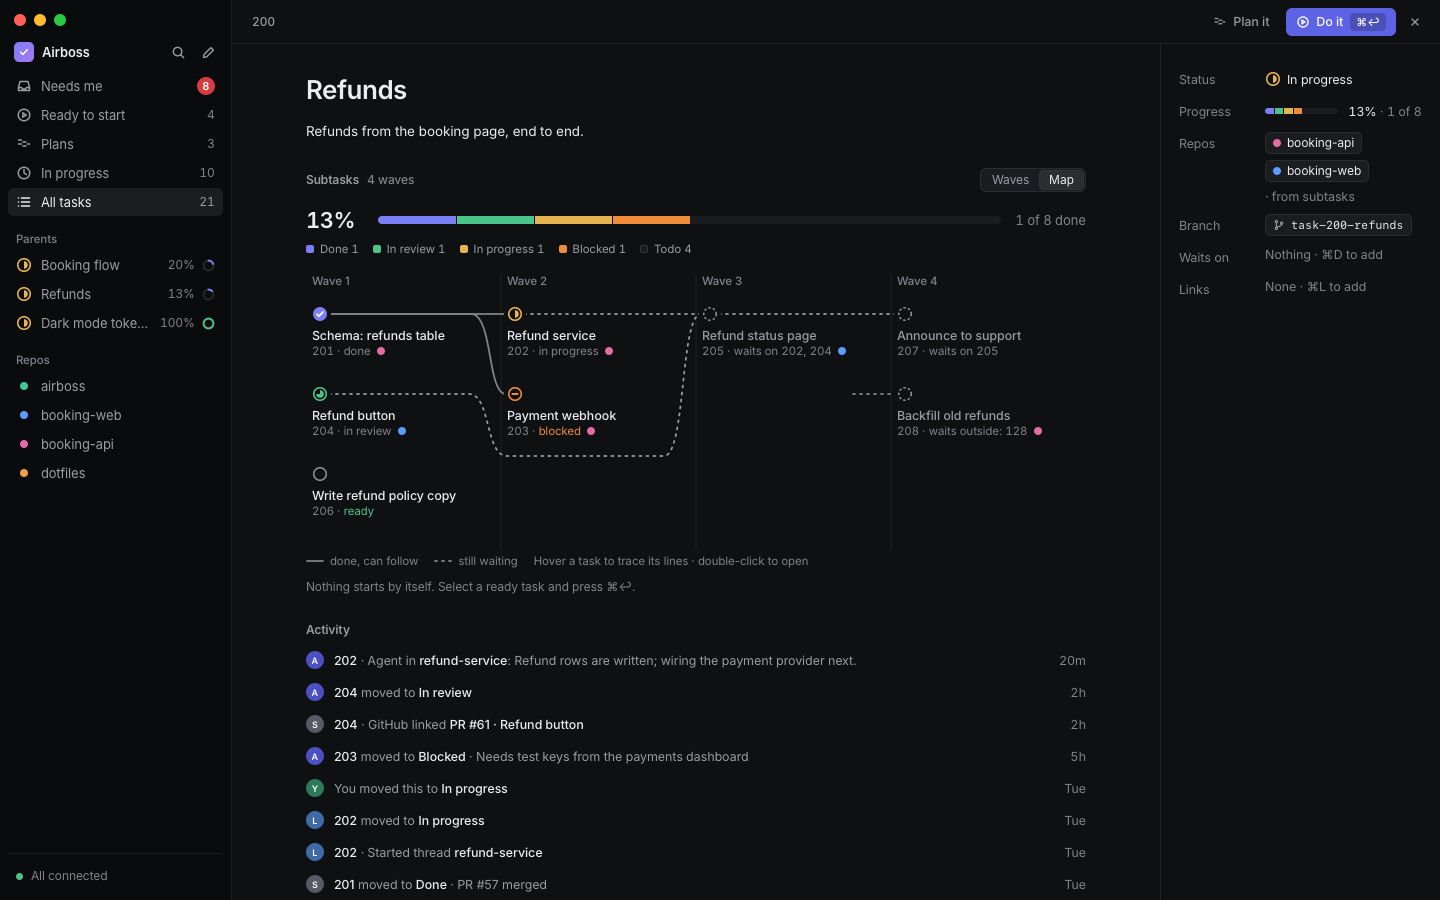 200
Plan it
Do it ⌘↩
Airboss
Needs me 8
Ready to start 4
Plans 3
In progress 10
All tasks 21
Parents
Booking flow 20%
Refunds 13%
Dark mode toke... 100%
Repos
airboss
booking-web
booking-api
dotfiles
All connected
Refunds
Refunds from the booking page, end to end.
Subtasks 4 waves
Waves Map
13% 1 of 8 done
Done 1 In review 1 In progress 1 Blocked 1 Todo 4
Wave 1 Wave 2 Wave 3 Wave 4
Schema: refunds table
201 · done
Refund service
202 · in progress
Refund status page
205 · waits on 202, 204
Announce to support
207 · waits on 205
Refund button
204 · in review
Payment webhook
203 · blocked
Backfill old refunds
208 · waits outside: 128
Write refund policy copy
206 · ready
done, can follow still waiting Hover a task to trace its lines · double-click to open
Nothing starts by itself. Select a ready task and press ⌘↩.
Activity
A 202 · Agent in refund-service: Refund rows are written; wiring the payment provider next. 20m
A 204 moved to In review 2h
S 204 · GitHub linked PR #61 · Refund button 2h
A 203 moved to Blocked · Needs test keys from the payments dashboard 5h
Y You moved this to In progress Tue
L 202 moved to In progress Tue
L 202 · Started thread refund-service Tue
S 201 moved to Done · PR #57 merged Tue
Status In progress
Progress 13% · 1 of 8
Repos booking-api
booking-web
· from subtasks
Branch task-200-refunds
Waits on Nothing · ⌘D to add
Links None · ⌘L to add